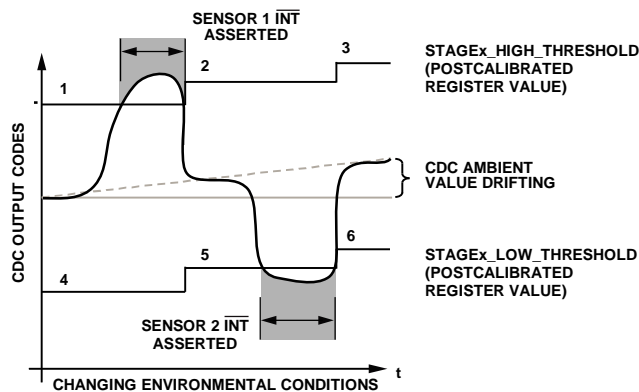 SENSOR 1 INT
ASSERTED
1
2
3
STAGEx_HIGH_THRESHOLD
(POSTCALIBRATED
REGISTER VALUE)
CDC OUTPUT CODES
CDC AMBIENT
VALUE DRIFTING
4
5
6
STAGEx_LOW_THRESHOLD
(POSTCALIBRATED
REGISTER VALUE)
SENSOR 2 INT
ASSERTED
t
CHANGING ENVIRONMENTAL CONDITIONS